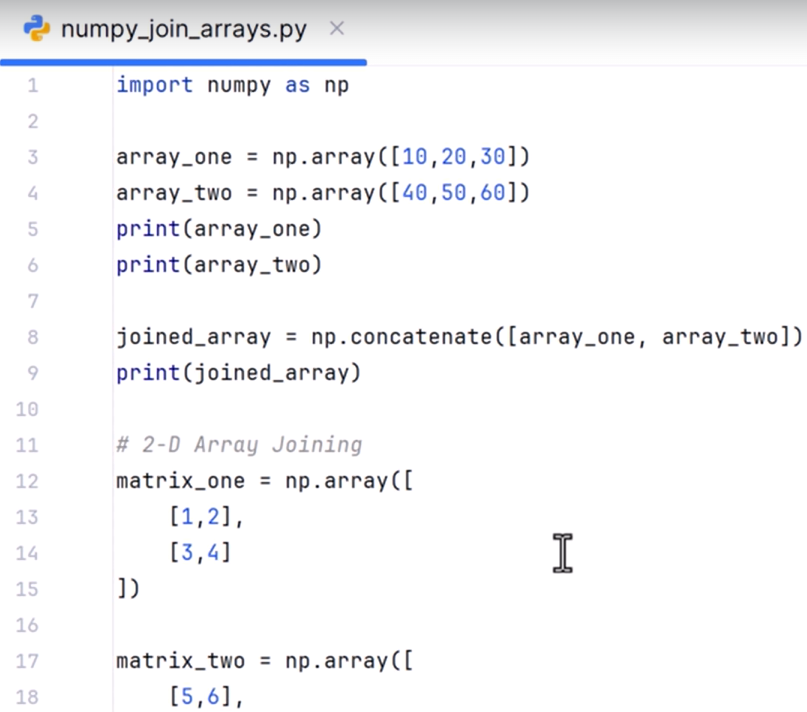 numpy_join_arrays.py ×
1 import numpy as np
2
3 array_one = np.array([10,20,30])
4 array_two = np.array([40,50,60])
5 print(array_one)
6 print(array_two)
7
8 joined_array = np.concatenate([array_one, array_two])
9 print(joined_array)
10
11 # 2-D Array Joining
12 matrix_one = np.array([
13     [1,2],
14     [3,4]
15 ])
16
17 matrix_two = np.array([
18     [5,6],